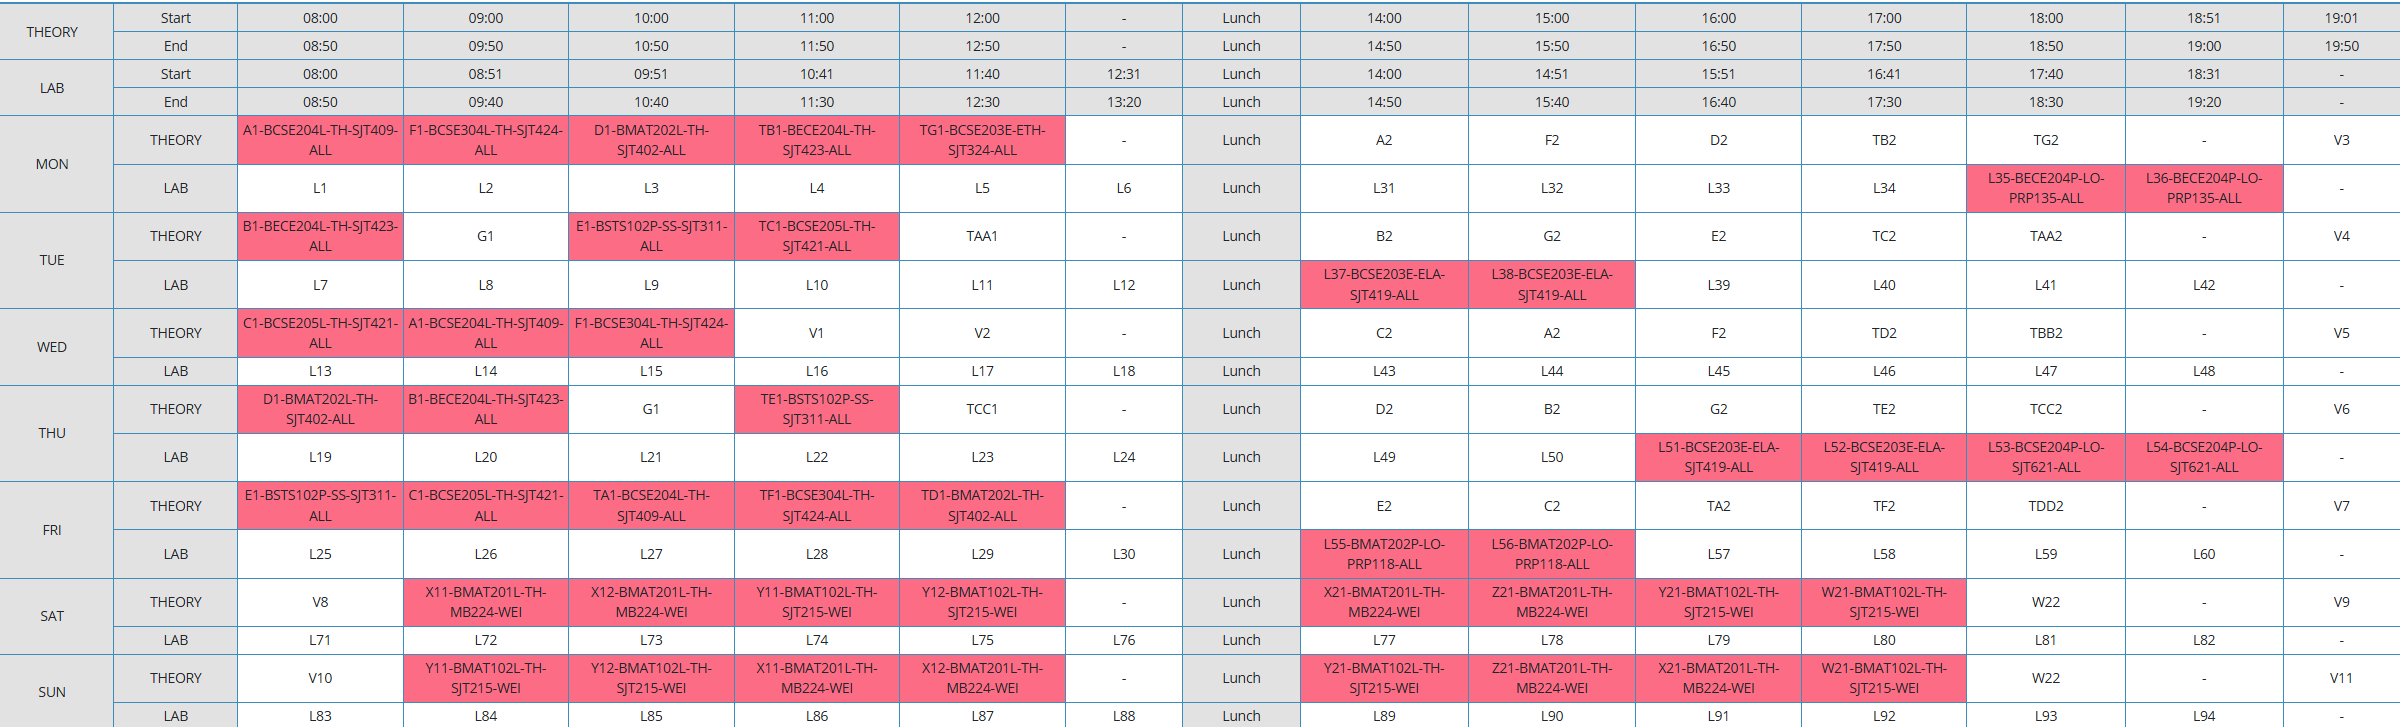 THEORY Start 08:00 09:00 10:00 11:00 12:00 - Lunch 14:00 15:00 16:00 17:00 18:00 18:51 19:01
End 08:50 09:50 10:50 11:50 12:50 - Lunch 14:50 15:50 16:50 17:50 18:50 19:00 19:50
LAB Start 08:00 08:51 09:51 10:41 11:40 12:31 Lunch 14:00 14:51 15:51 16:41 17:40 18:31 -
End 08:50 09:40 10:40 11:30 12:30 13:20 Lunch 14:50 15:40 16:40 17:30 18:30 19:20 -
MON THEORY A1-BCSE204L-TH-SJT409-ALL F1-BCSE304L-TH-SJT424-ALL D1-BMAT202L-TH-SJT402-ALL TB1-BECE204L-TH-SJT423-ALL TG1-BCSE203E-ETH-SJT324-ALL - Lunch A2 F2 D2 TB2 TG2 - V3
LAB L1 L2 L3 L4 L5 L6 Lunch L31 L32 L33 L34 L35-BECE204P-LO-PRP135-ALL L36-BECE204P-LO-PRP135-ALL -
TUE THEORY B1-BECE204L-TH-SJT423-ALL G1 E1-BSTS102P-SS-SJT311-ALL TC1-BCSE205L-TH-SJT421-ALL TAA1 - Lunch B2 G2 E2 TC2 TAA2 - V4
LAB L7 L8 L9 L10 L11 L12 Lunch L37-BCSE203E-ELA-SJT419-ALL L38-BCSE203E-ELA-SJT419-ALL L39 L40 L41 L42 -
WED THEORY C1-BCSE205L-TH-SJT421-ALL A1-BCSE204L-TH-SJT409-ALL F1-BCSE304L-TH-SJT424-ALL V1 V2 - Lunch C2 A2 F2 TD2 TBB2 - V5
LAB L13 L14 L15 L16 L17 L18 Lunch L43 L44 L45 L46 L47 L48 -
THU THEORY D1-BMAT202L-TH-SJT402-ALL B1-BECE204L-TH-SJT423-ALL G1 TE1-BSTS102P-SS-SJT311-ALL TCC1 - Lunch D2 B2 G2 TE2 TCC2 - V6
LAB L19 L20 L21 L22 L23 L24 Lunch L49 L50 L51-BCSE203E-ELA-SJT419-ALL L52-BCSE203E-ELA-SJT419-ALL L53-BCSE204P-LO-SJT621-ALL L54-BCSE204P-LO-SJT621-ALL -
FRI THEORY E1-BSTS102P-SS-SJT311-ALL C1-BCSE205L-TH-SJT421-ALL TA1-BCSE204L-TH-SJT409-ALL TF1-BCSE304L-TH-SJT424-ALL TD1-BMAT202L-TH-SJT402-ALL - Lunch E2 C2 TA2 TF2 TDD2 - V7
LAB L25 L26 L27 L28 L29 L30 Lunch L55-BMAT202P-LO-PRP118-ALL L56-BMAT202P-LO-PRP118-ALL L57 L58 L59 L60 -
SAT THEORY V8 X11-BMAT201L-TH-MB224-WEI X12-BMAT201L-TH-MB224-WEI Y11-BMAT102L-TH-SJT215-WEI Y12-BMAT102L-TH-SJT215-WEI - Lunch X21-BMAT201L-TH-MB224-WEI Z21-BMAT201L-TH-MB224-WEI Y21-BMAT102L-TH-SJT215-WEI W21-BMAT102L-TH-SJT215-WEI W22 - V9
LAB L71 L72 L73 L74 L75 L76 Lunch L77 L78 L79 L80 L81 L82 -
SUN THEORY V10 Y11-BMAT102L-TH-SJT215-WEI Y12-BMAT102L-TH-SJT215-WEI X11-BMAT201L-TH-MB224-WEI X12-BMAT201L-TH-MB224-WEI - Lunch Y21-BMAT102L-TH-SJT215-WEI Z21-BMAT201L-TH-MB224-WEI X21-BMAT201L-TH-MB224-WEI W21-BMAT102L-TH-SJT215-WEI W22 - V11
LAB L83 L84 L85 L86 L87 L88 Lunch L89 L90 L91 L92 L93 L94 -